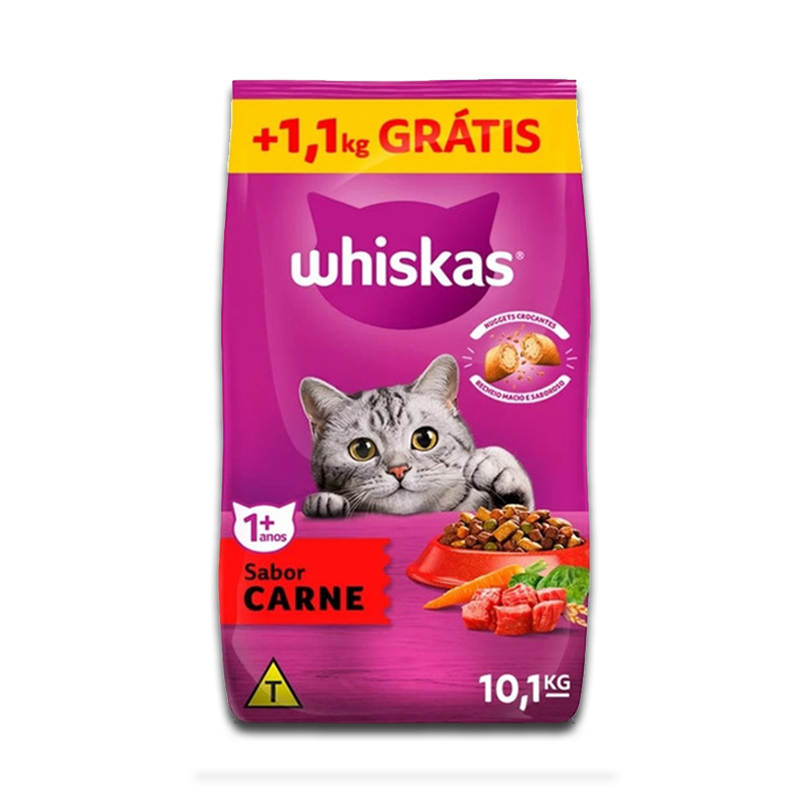 +1,1kg GRÁTIS
whiskas®
NUGGETS CROCANTES
RECHEIO MACIO E SABOROSO
1+
anos
Sabor
CARNE
T
10,1KG